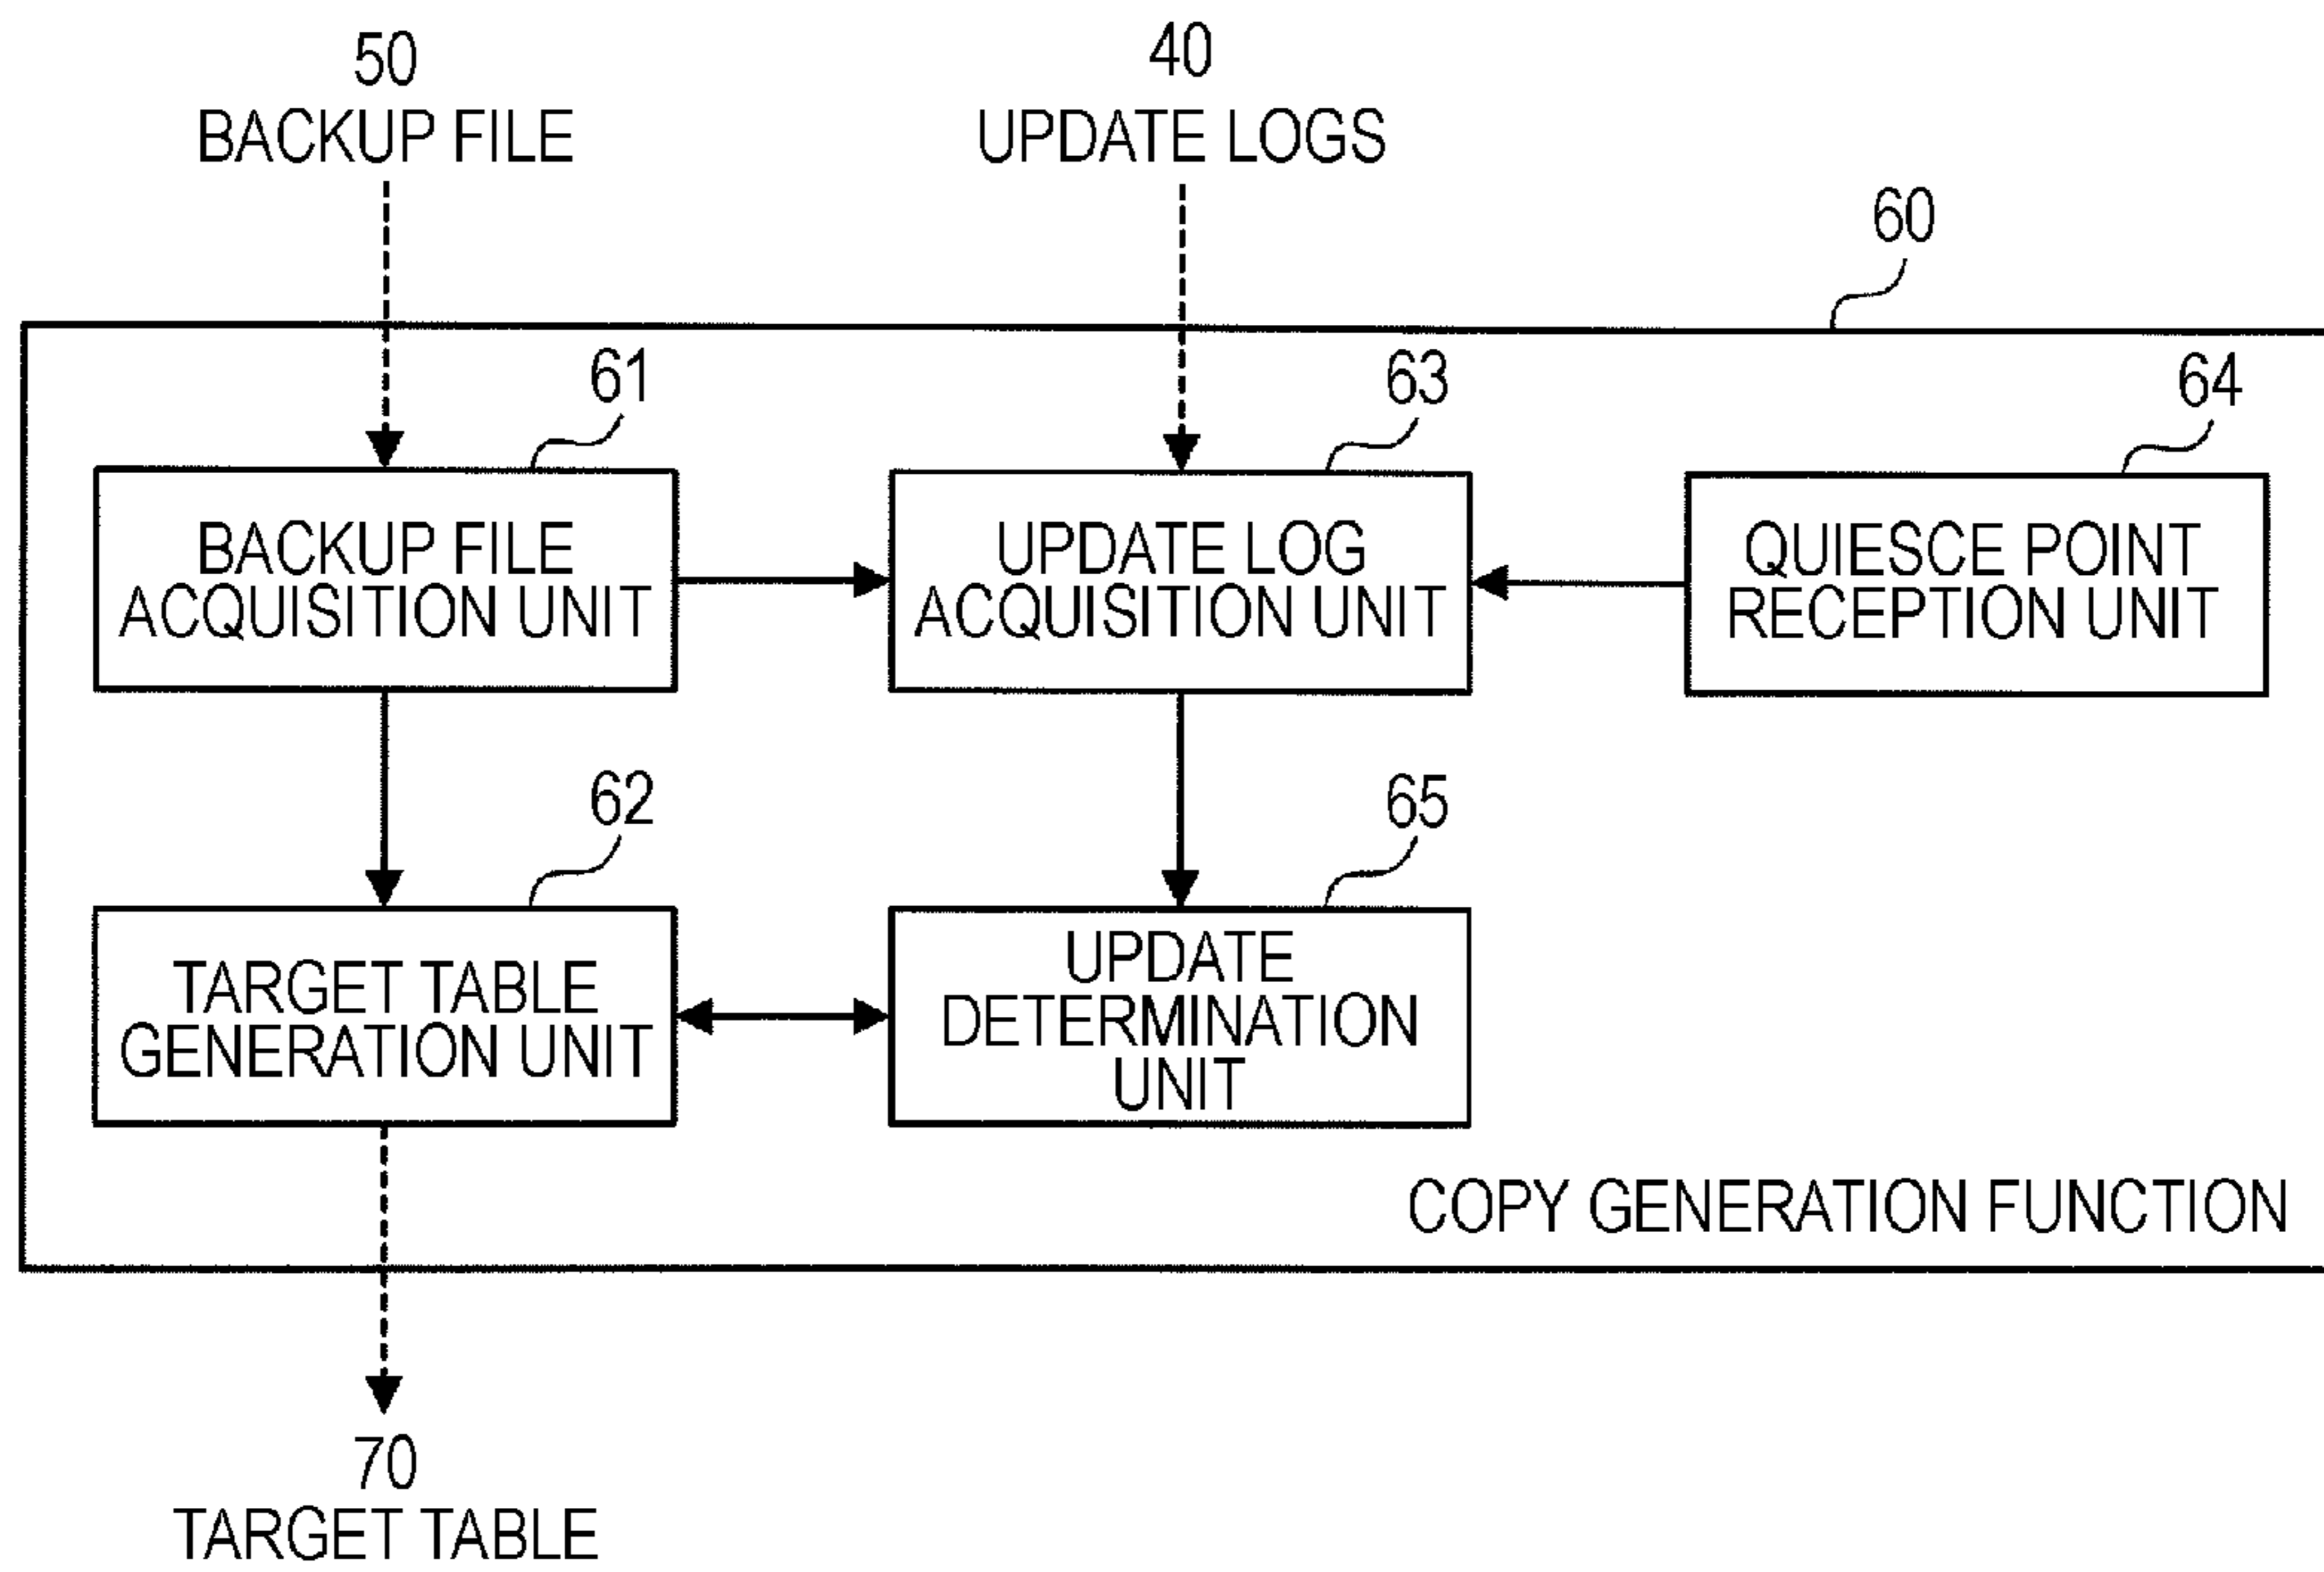 50
BACKUP FILE
40
UPDATE LOGS
60
61
63
64
BACKUP FILE
ACQUISITION UNIT
UPDATE LOG
ACQUISITION UNIT
QUIESCE POINT
RECEPTION UNIT
62
65
TARGET TABLE
GENERATION UNIT
UPDATE
DETERMINATION
UNIT
COPY GENERATION FUNCTION
70
TARGET TABLE